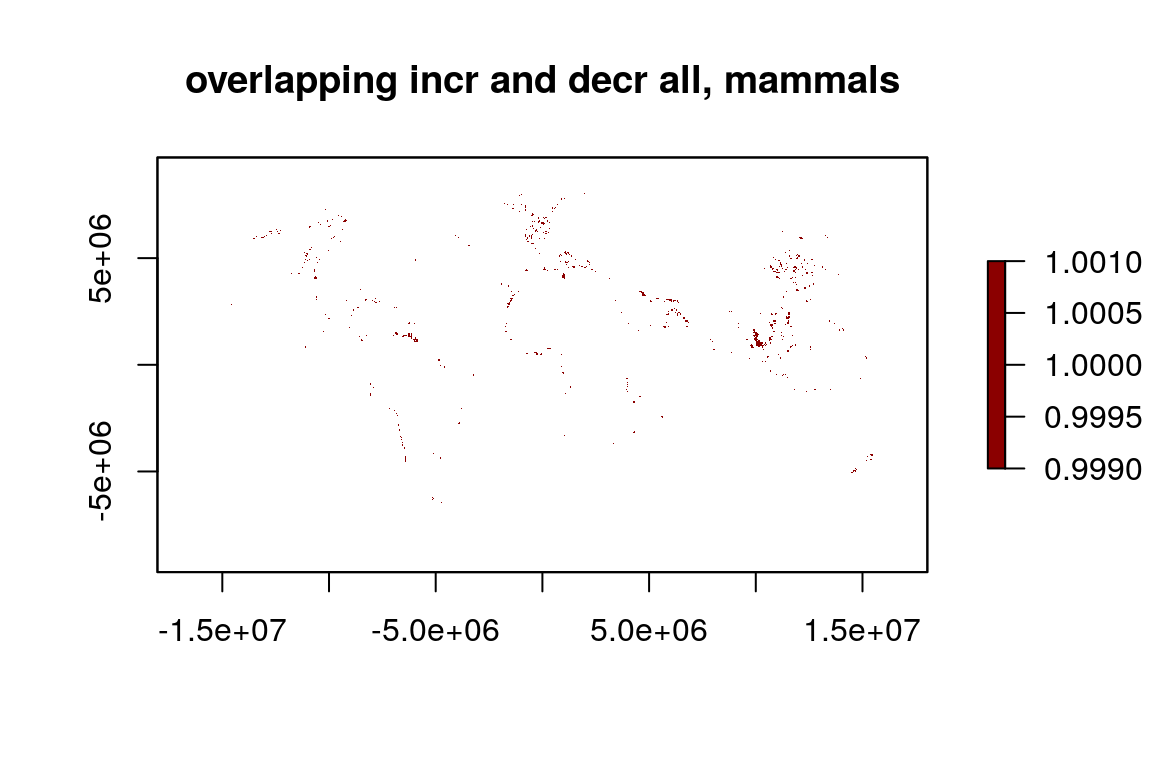 overlapping incr and decr all, mammals
5e+06
-5e+06
-1.5e+07
-5.0e+06
5.0e+06
1.5e+07
1.0010
1.0005
1.0000
0.9995
0.9990